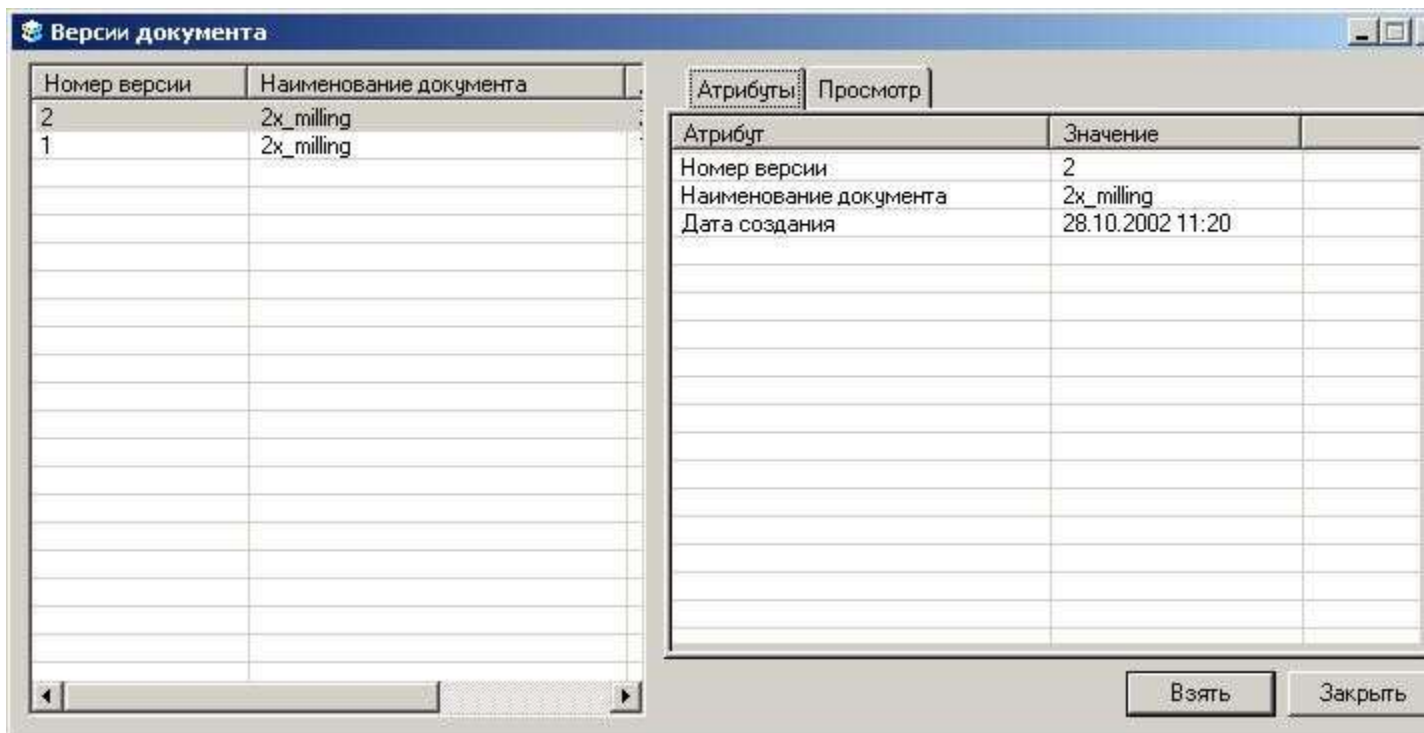 Версии документа
Номер версии Наименование документа
2 2x_milling
1 2x_milling
Атрибуты Просмотр
Атрибут Значение
Номер версии 2
Наименование документа 2x_milling
Дата создания 28.10.2002 11:20
Взять Закрыть